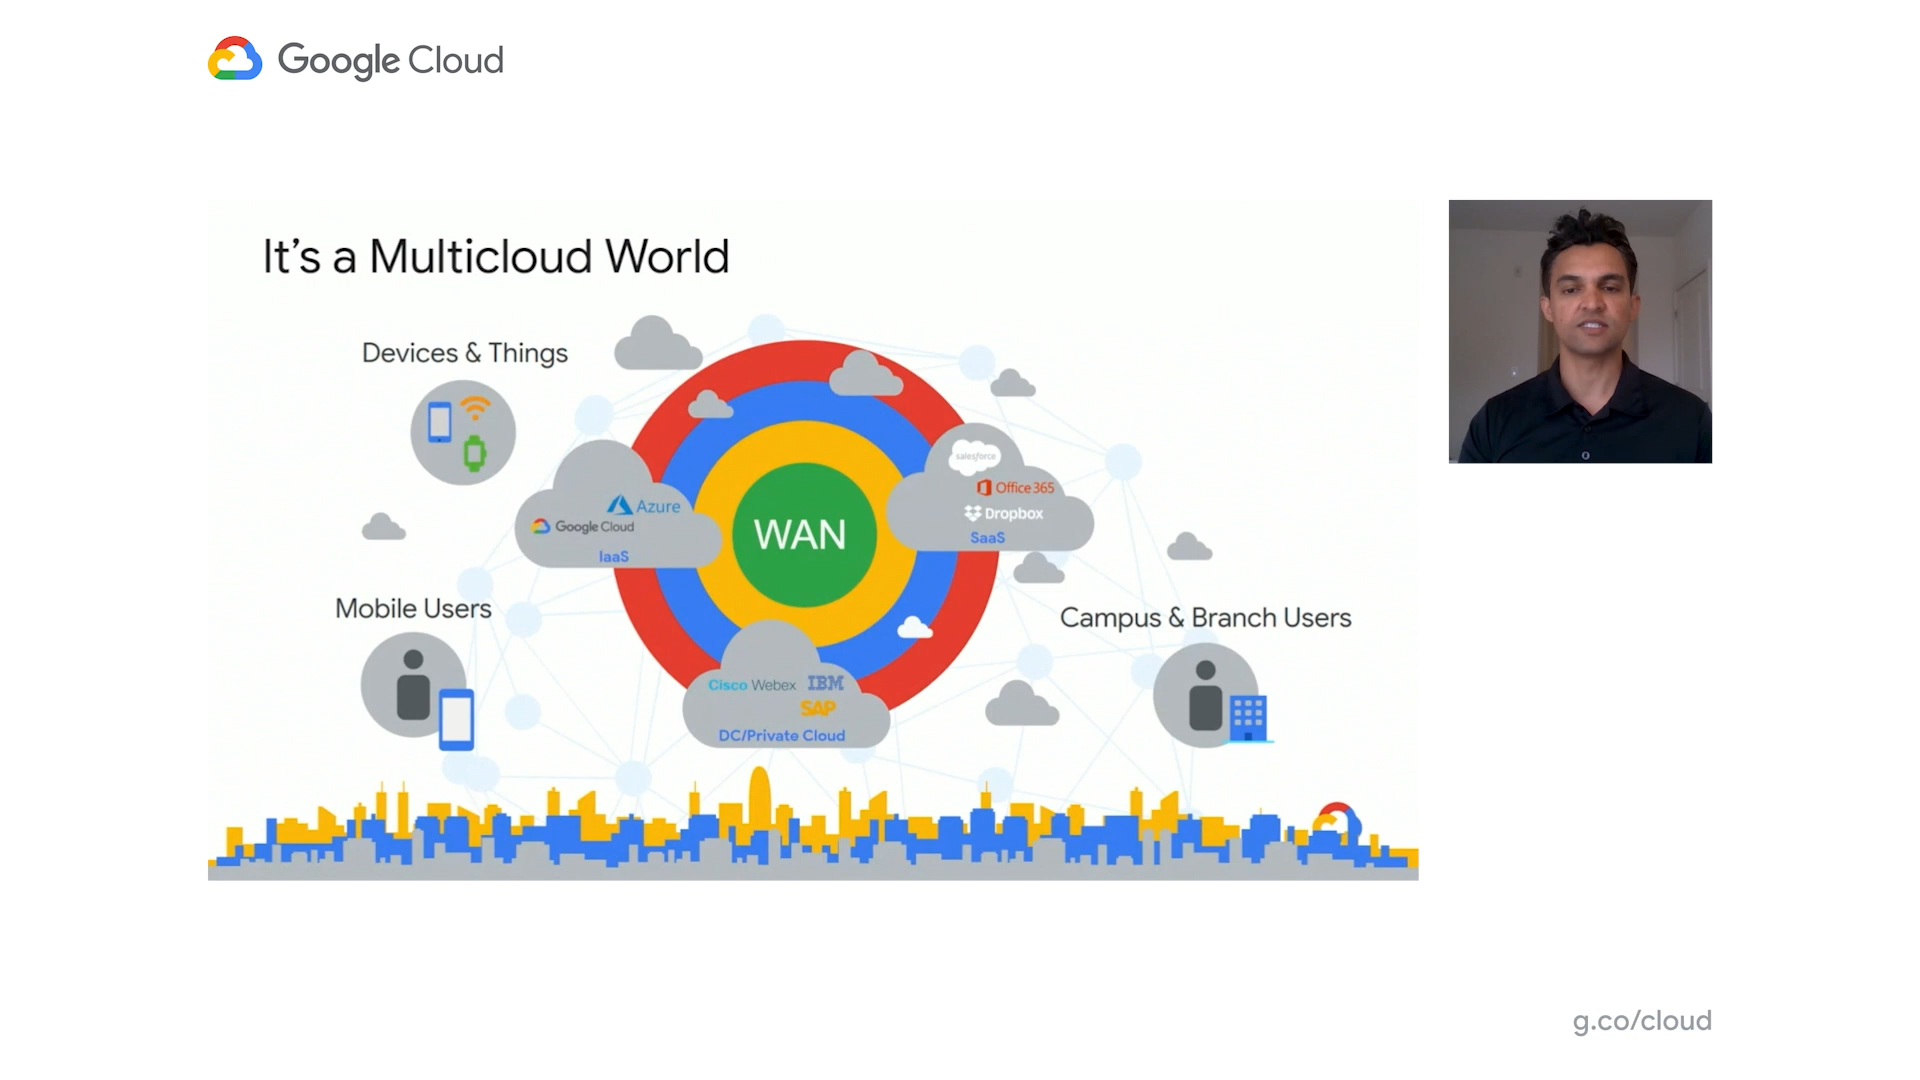 Google Cloud
It's a Multicloud World
Devices & Things
salesforce
Office 365
Dropbox
SaaS
Azure
Google Cloud
IaaS
WAN
Mobile Users
Campus & Branch Users
Cisco Webex IBM
SAP
DC/Private Cloud
g.co/cloud